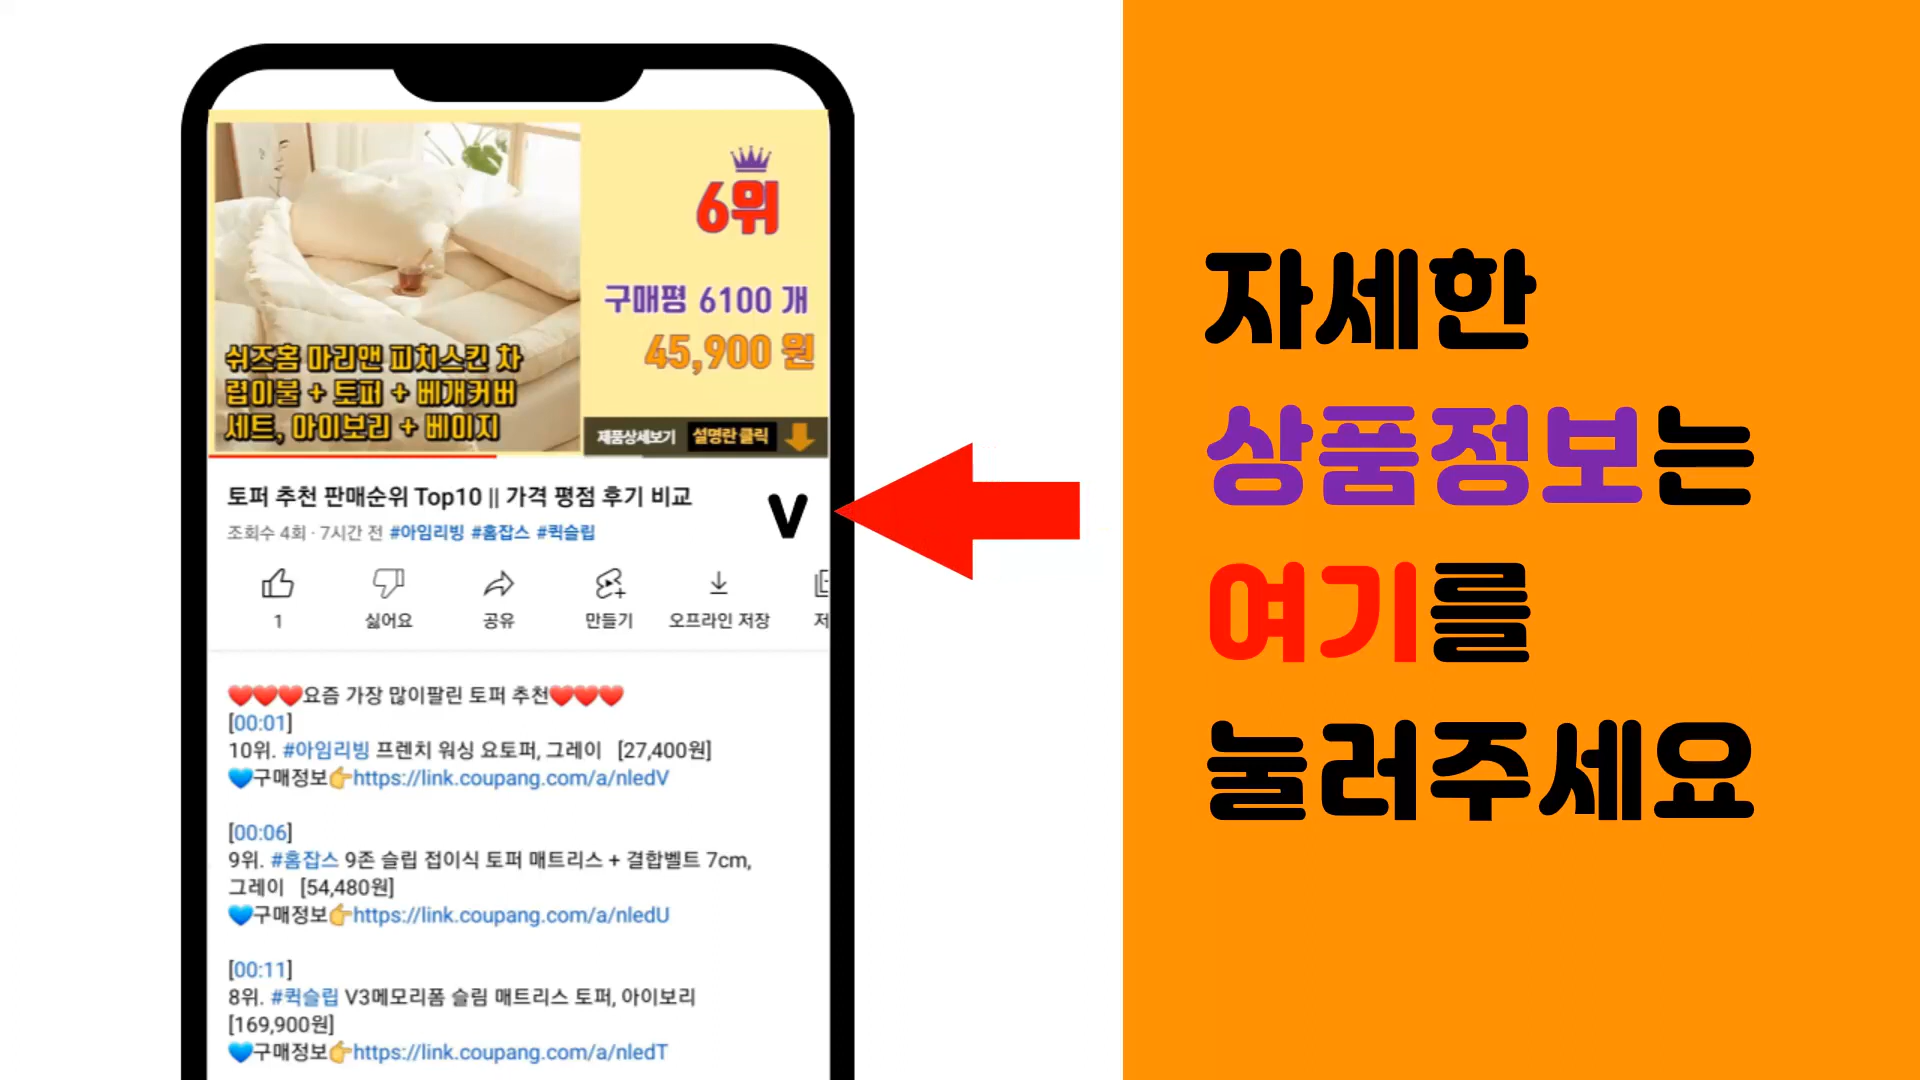 6위
구매평 6100 개
45,900 원
쉬즈홈 마리앤 피치스킨 차
렵이불 + 토퍼 + 베개커버
세트, 아이보리 + 베이지
제품상세보기 설명란 클릭
토퍼 추천 판매순위 Top10 || 가격 평점 후기 비교
V
조회수 4회 · 7시간 전 #아임리빙 #홈잡스 #퀵슬립
1 싫어요 공유 만들기 오프라인 저장 저
❤❤❤요즘 가장 많이팔린 토퍼 추천❤❤❤
[00:01]
10위. #아임리빙 프렌치 워싱 요토퍼, 그레이 [27,400원]
💙구매정보👉https://link.coupang.com/a/nledV
[00:06]
9위. #홈잡스 9존 슬립 접이식 토퍼 매트리스 + 결합벨트 7cm,
그레이 [54,480원]
💙구매정보👉https://link.coupang.com/a/nledU
[00:11]
8위. #퀵슬립 V3메모리폼 슬림 매트리스 토퍼, 아이보리
[169,900원]
💙구매정보👉https://link.coupang.com/a/nledT
자세한
상품정보는
여기를
눌러주세요